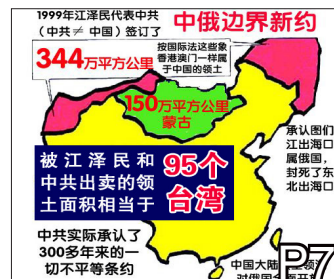 1999年江泽民代表中共
(中共 ≠ 中国) 签订了
中俄边界新约
344万平方公里
按国际法这些象
香港澳门一样属
于中国的领土
150万平方公里
蒙古
承认图们
江出海口
属俄国,
封死了东
北出海口
被江泽民和
中共出卖的领
土面积相当于
95个
台湾
中共实际承认了
300多年来的一
切不平等条约
中国大陆
P7